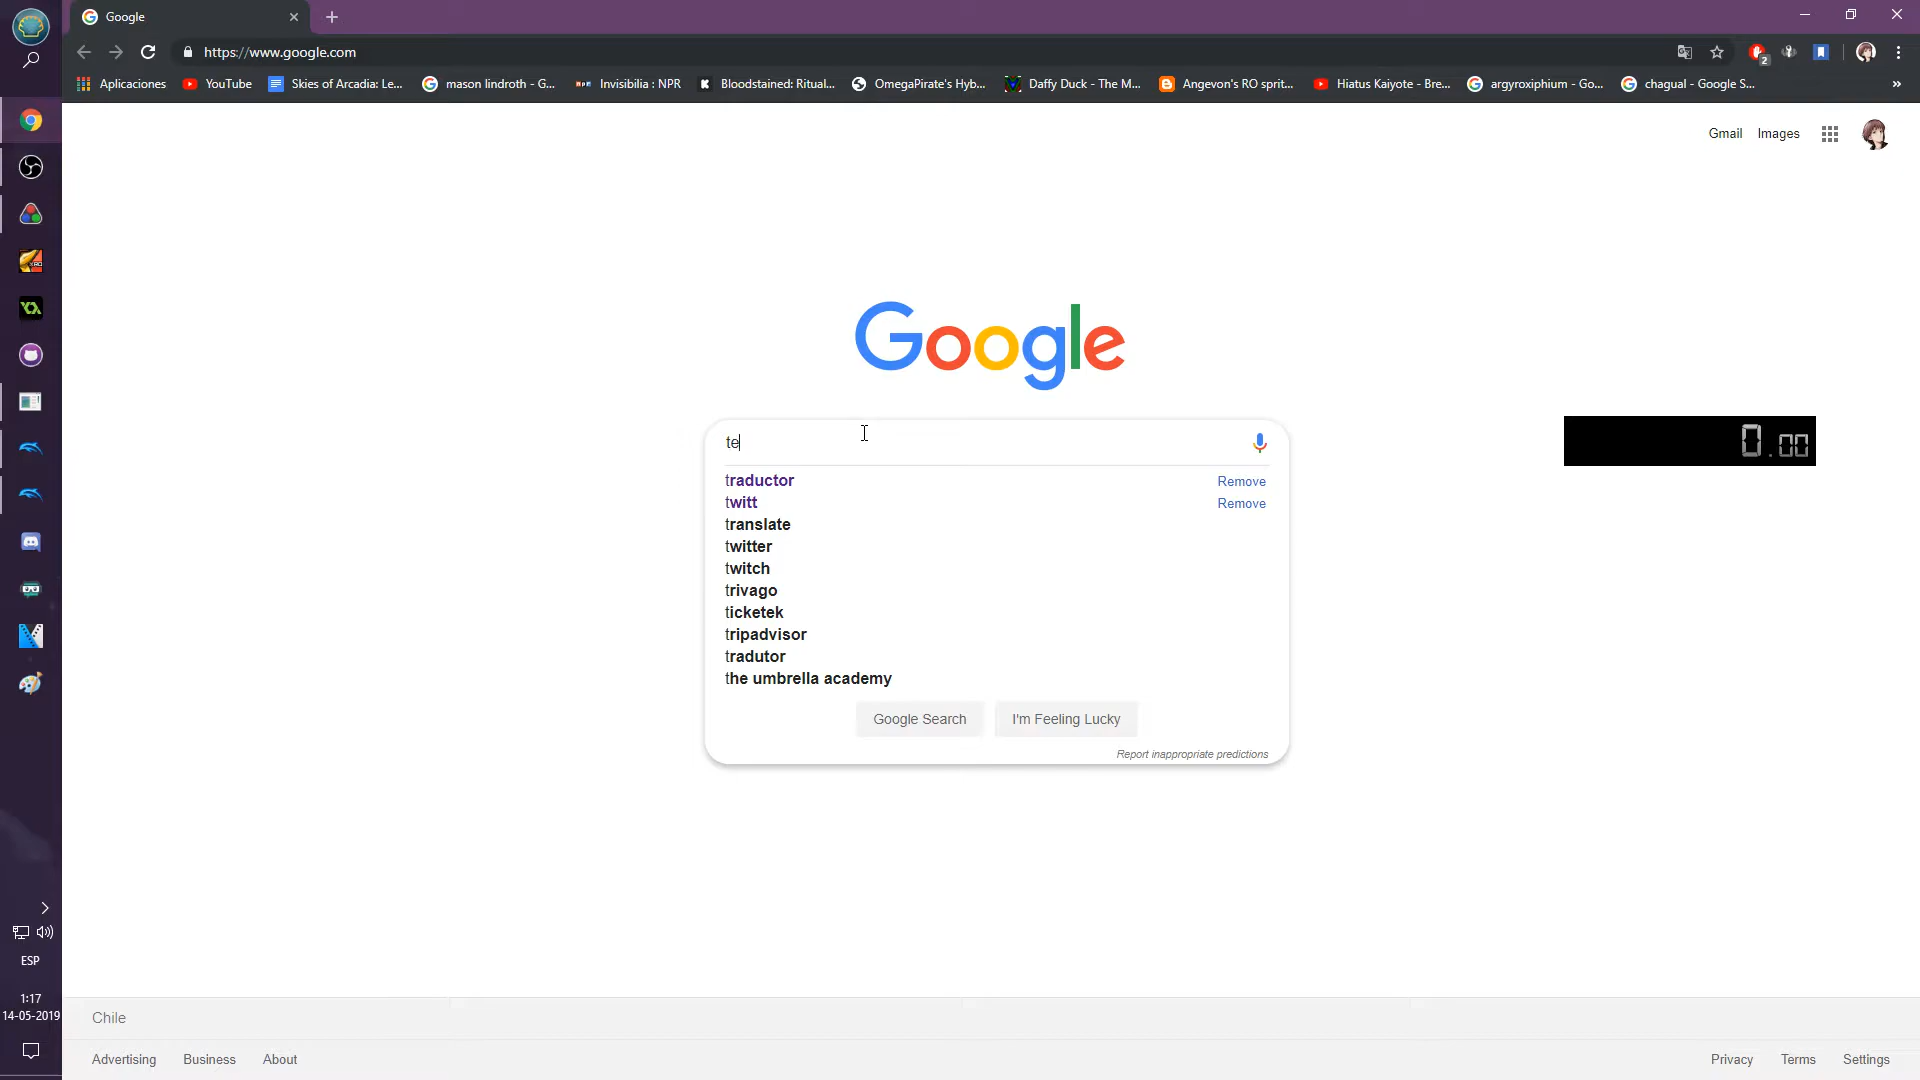 Google
https://www.google.com
Aplicaciones YouTube Skies of Arcadia: Le... mason lindroth - G... Invisibilia : NPR Bloodstained: Ritual... OmegaPirate's Hyb... Daffy Duck - The M... Angevon's RO sprit... Hiatus Kaiyote - Bre... argyroxiphium - Go... chagual - Google S... »
2
Gmail Images
Google
te
traductor Remove
twitt Remove
translate
twitter
twitch
trivago
ticketek
tripadvisor
tradutor
the umbrella academy
Google Search I'm Feeling Lucky
Report inappropriate predictions
0.00
ESP
1:17
14-05-2019
Chile
Advertising Business About Privacy Terms Settings